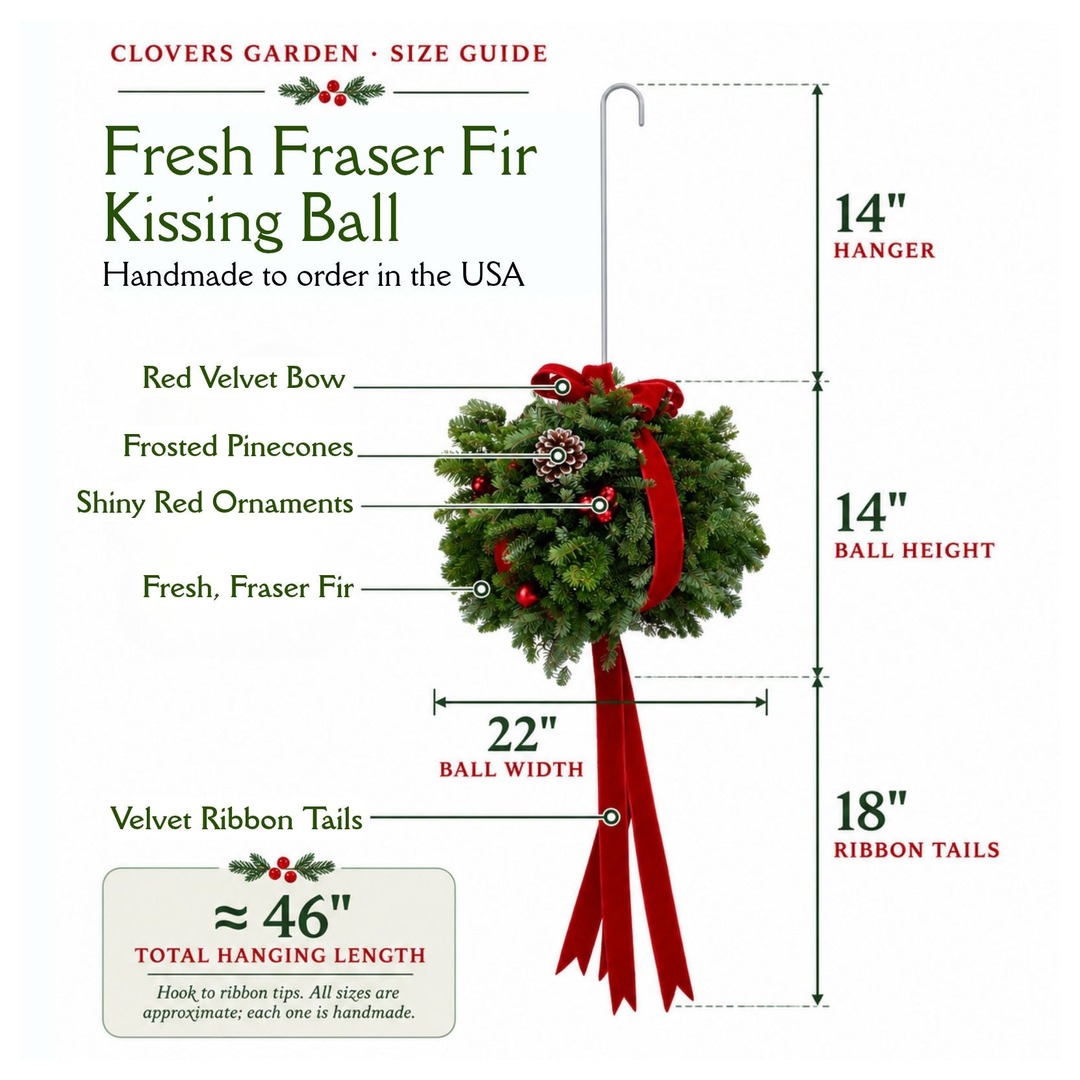 CLOVERS GARDEN · SIZE GUIDE
Fresh Fraser Fir
Kissing Ball
Handmade to order in the USA
14"
HANGER
Red Velvet Bow
Frosted Pinecones
Shiny Red Ornaments
14"
BALL HEIGHT
Fresh, Fraser Fir
22"
BALL WIDTH
Velvet Ribbon Tails
18"
RIBBON TAILS
≈ 46"
TOTAL HANGING LENGTH
Hook to ribbon tips. All sizes are
approximate; each one is handmade.